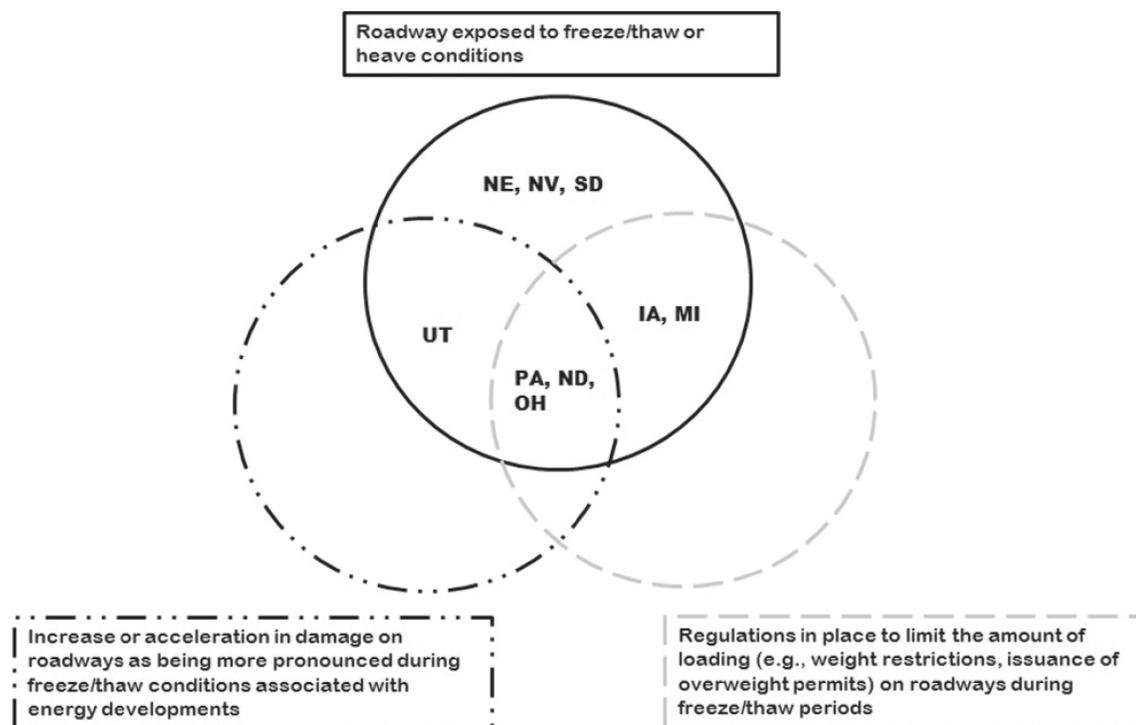 Roadway exposed to freeze/thaw or
heave conditions
NE, NV, SD
UT
IA, MI
PA, ND,
OH
Increase or acceleration in damage on
roadways as being more pronounced during
freeze/thaw conditions associated with
energy developments
Regulations in place to limit the amount of
loading (e.g., weight restrictions, issuance of
overweight permits) on roadways during
freeze/thaw periods